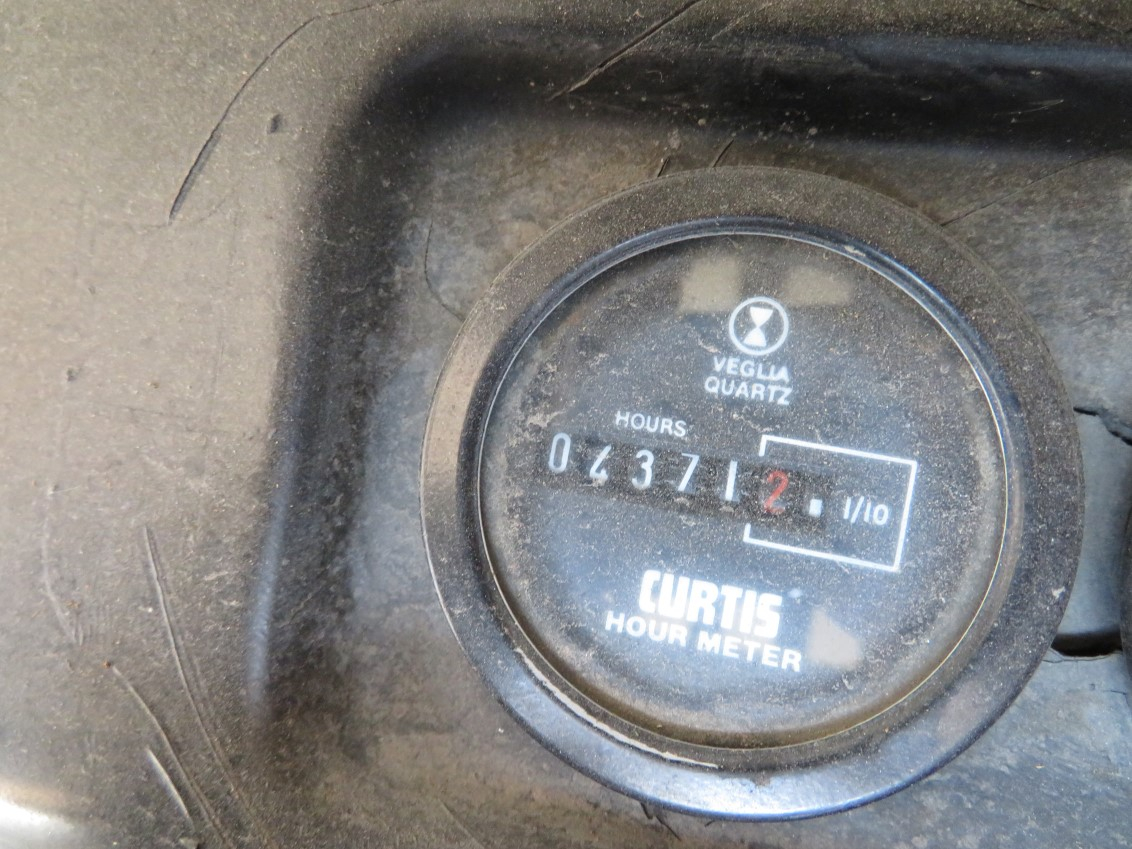 VEGLIA
QUARTZ
HOURS
043712 1/10
CURTIS
HOUR METER